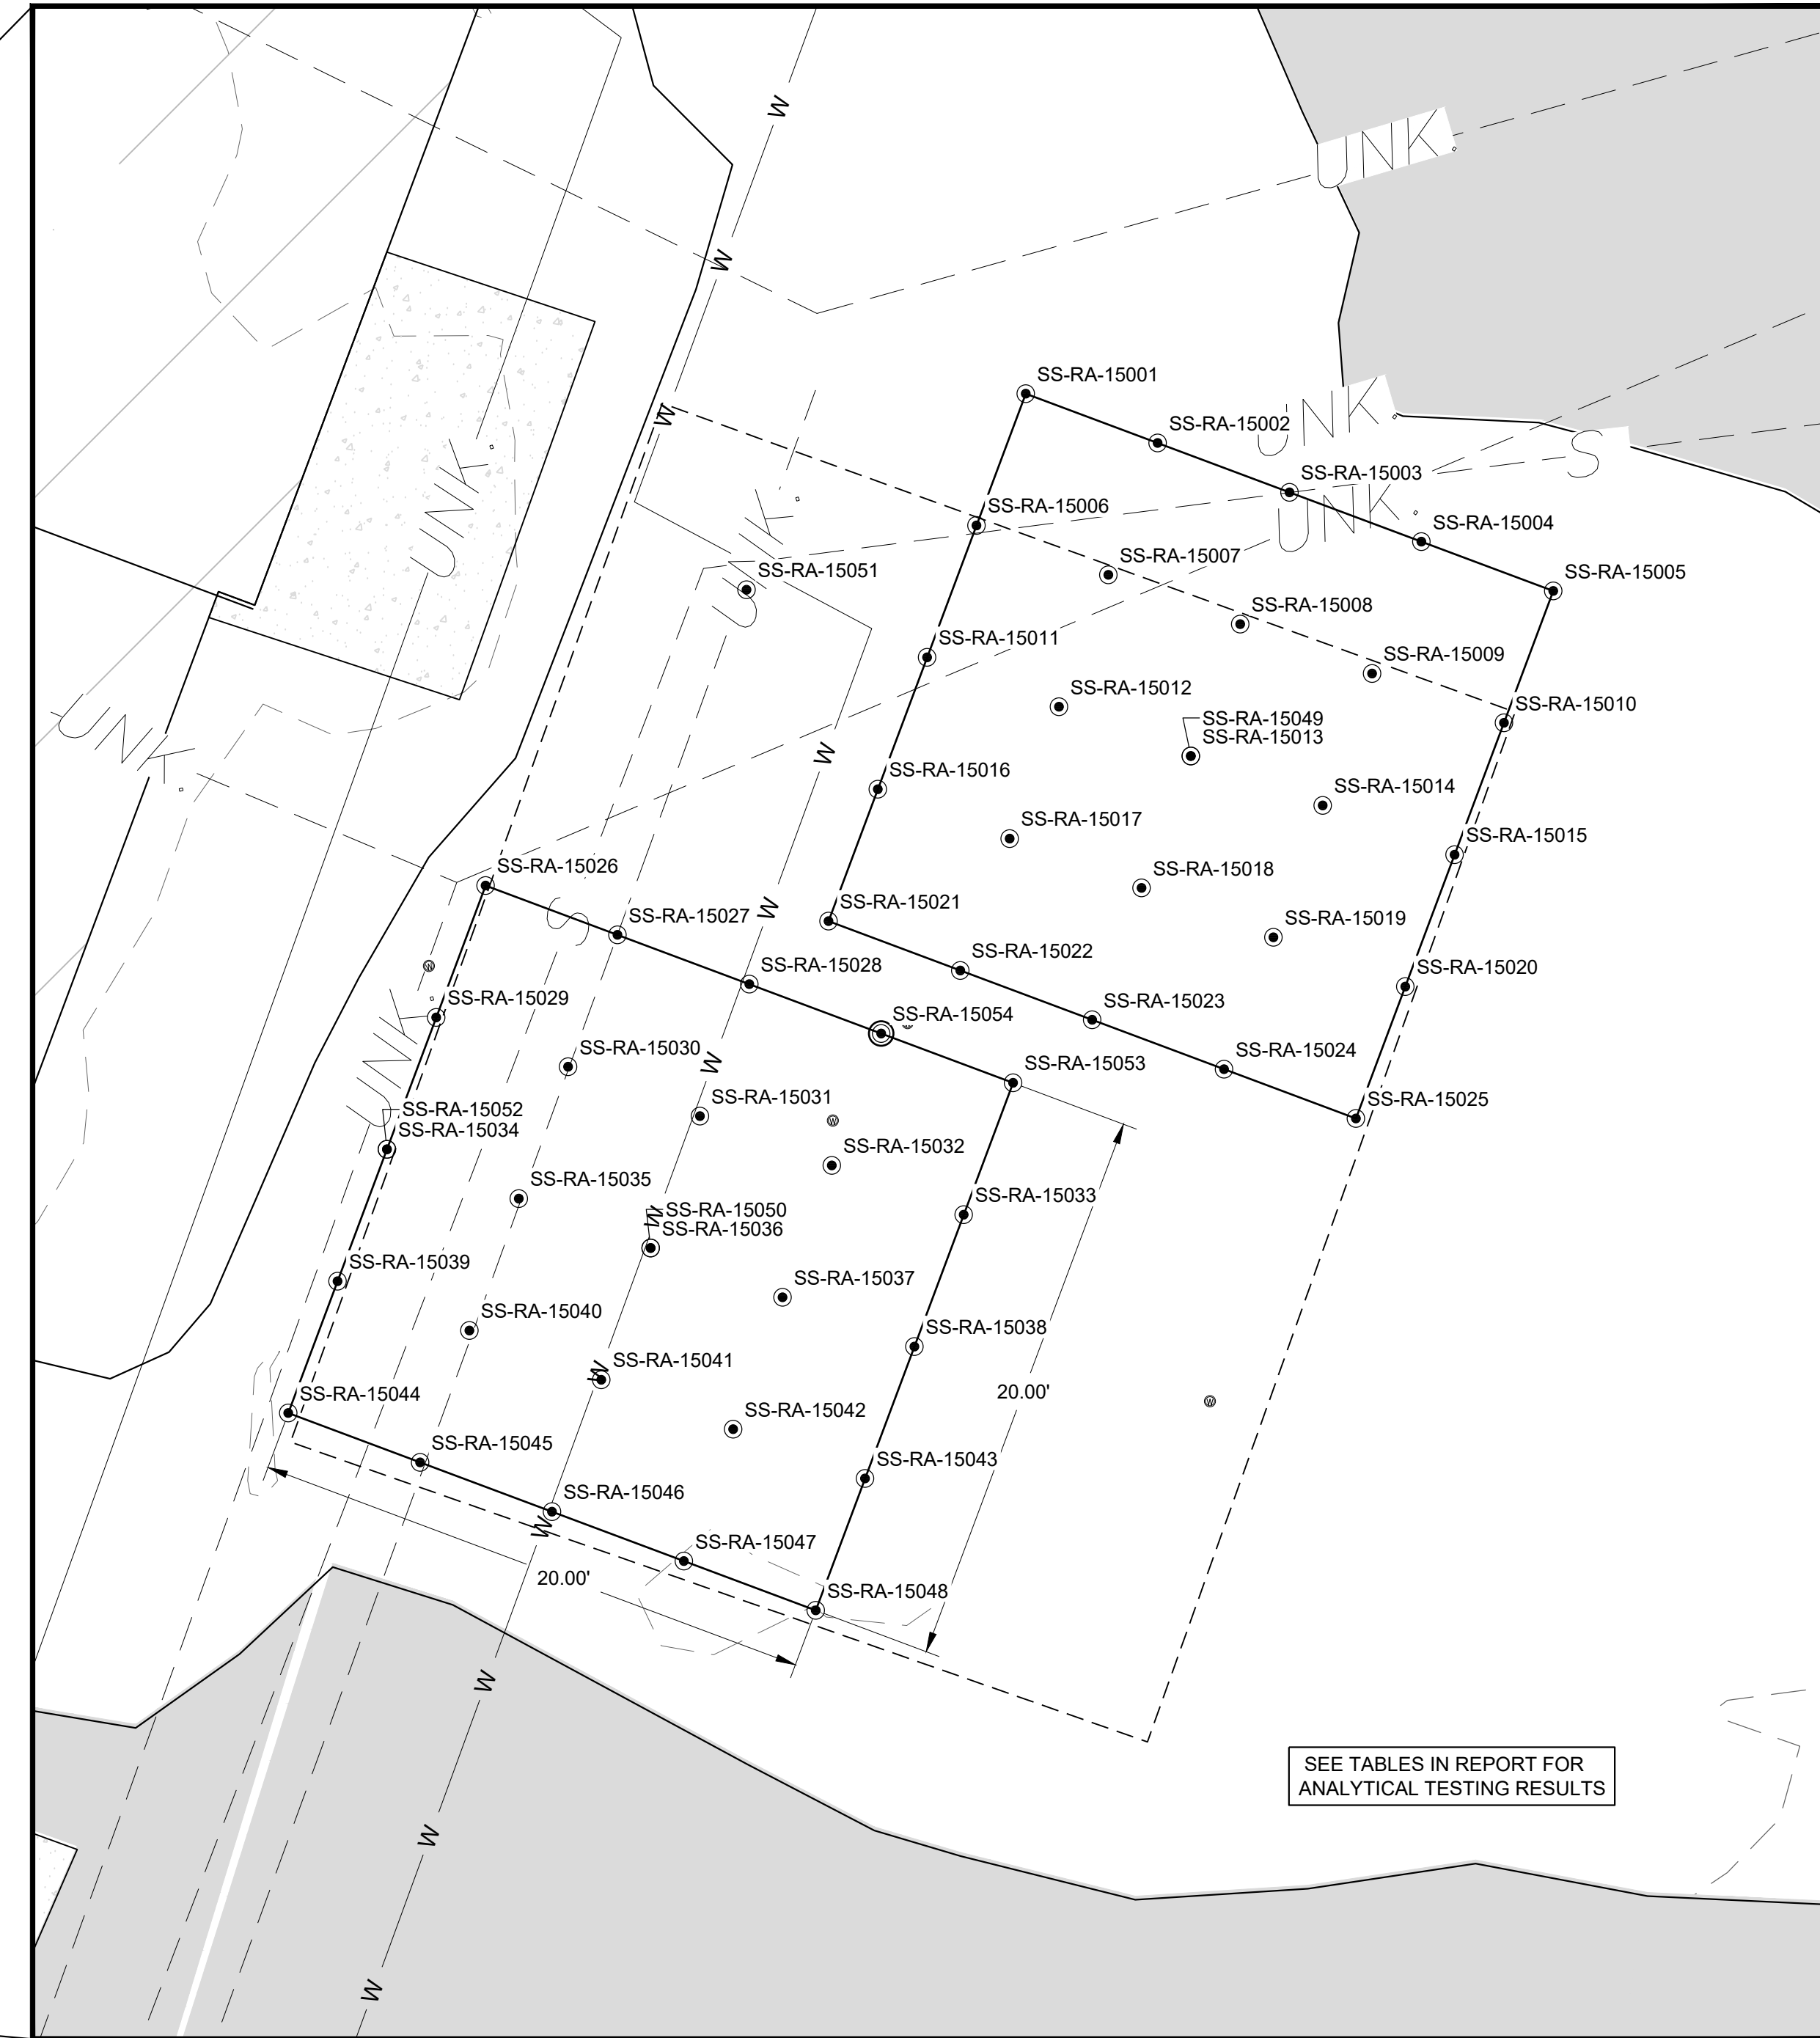 W
UNK.
W
SS-RA-15001
UNK.
W
SS-RA-15002
S
UNK.
SS-RA-15003
UNK.
UNK.
SS-RA-15006
SS-RA-15004
SS-RA-15007
SS-RA-15051
SS-RA-15005
SS-RA-15008
SS-RA-15011
SS-RA-15009
SS-RA-15012
SS-RA-15010
UNK.
SS-RA-15049
SS-RA-15013
W
SS-RA-15016
SS-RA-15014
SS-RA-15017
SS-RA-15015
SS-RA-15026
SS-RA-15018
SS-RA-15021
W
S
SS-RA-15027
SS-RA-15019
SS-RA-15022
SS-RA-15028
W
SS-RA-15020
SS-RA-15029
SS-RA-15023
SS-RA-15054
W
UNK.
SS-RA-15030
SS-RA-15024
W
SS-RA-15053
SS-RA-15052
SS-RA-15031
SS-RA-15025
W
SS-RA-15034
SS-RA-15032
SS-RA-15035
SS-RA-15033
W
SS-RA-15050
SS-RA-15036
SS-RA-15039
SS-RA-15037
SS-RA-15040
SS-RA-15038
W
SS-RA-15041
SS-RA-15044
20.00'
W
SS-RA-15042
SS-RA-15045
SS-RA-15043
SS-RA-15046
W
SS-RA-15047
20.00'
SS-RA-15048
W
SEE TABLES IN REPORT FOR
ANALYTICAL TESTING RESULTS
W
W